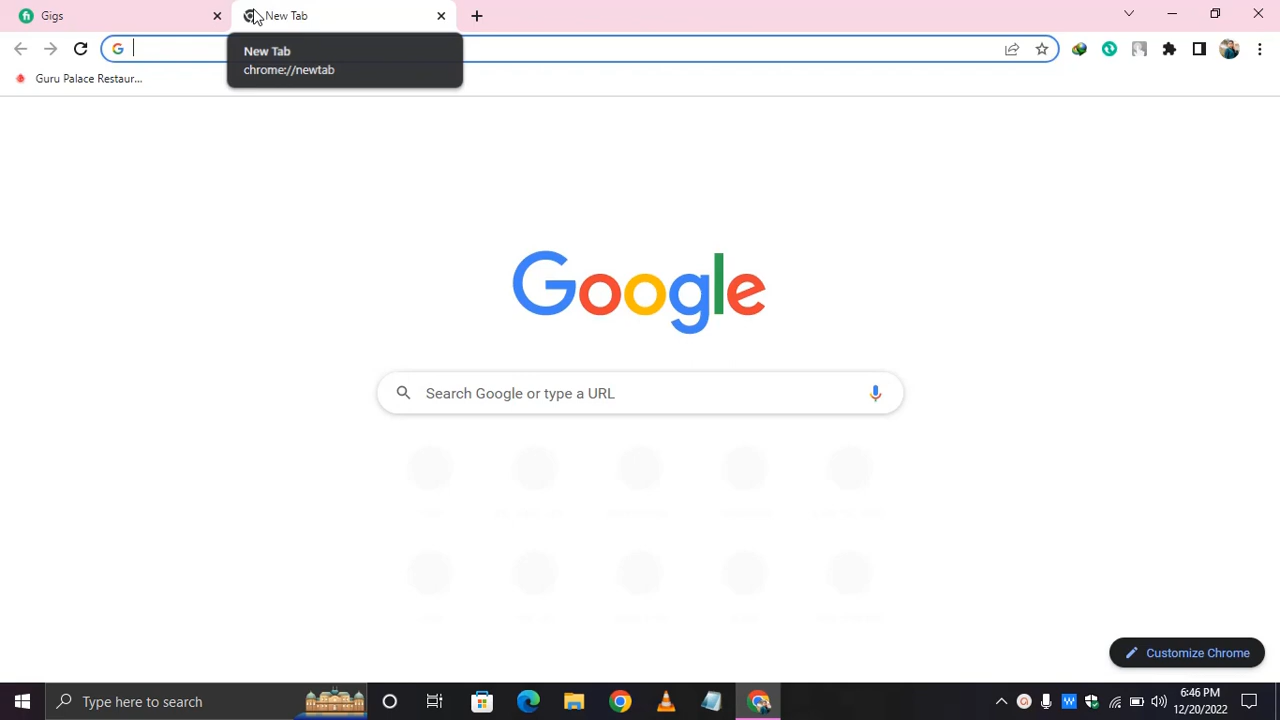 Gigs
New Tab
New Tab
chrome://newtab
Guru Palace Restaur...
Google
Search Google or type a URL
Customize Chrome
Type here to search
6:46 PM
12/20/2022